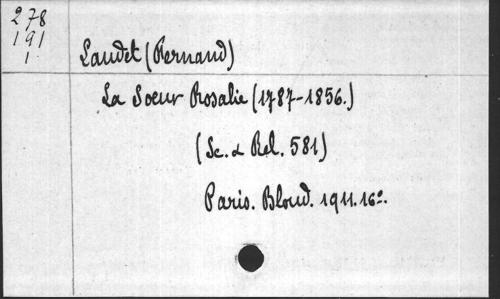 278
191
1
Laudet (Fernand)
La Soeur Rosalie (1787-1856.)
(Sc. & Rel. 581)
Paris. Bloud. 1911. 16°.